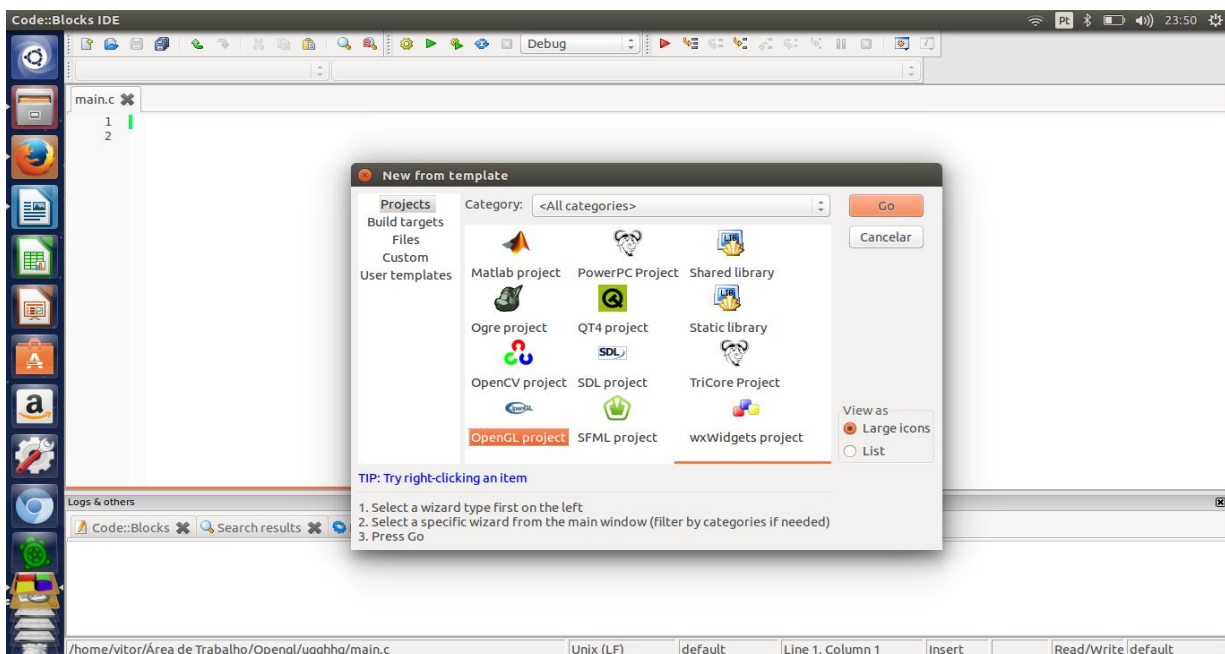 Code::Blocks IDE
Pt
23:50
Debug
main.c
1
2
New from template
Projects
Build targets
Files
Custom
User templates
Category: <All categories>
Go
Cancelar
Matlab project PowerPC Project Shared library
Ogre project QT4 project Static library
OpenCV project SDL project TriCore Project
OpenGL project SFML project wxWidgets project
LIB
LIB
SDL
OpenGL
View as
Large icons
List
TIP: Try right-clicking an item
1. Select a wizard type first on the left
2. Select a specific wizard from the main window (filter by categories if needed)
3. Press Go
Logs & others
Code::Blocks Search results
/home/vitor/Área de Trabalho/Opengl/ugghhg/main.c Unix (LF) default Line 1, Column 1 Insert Read/Write default